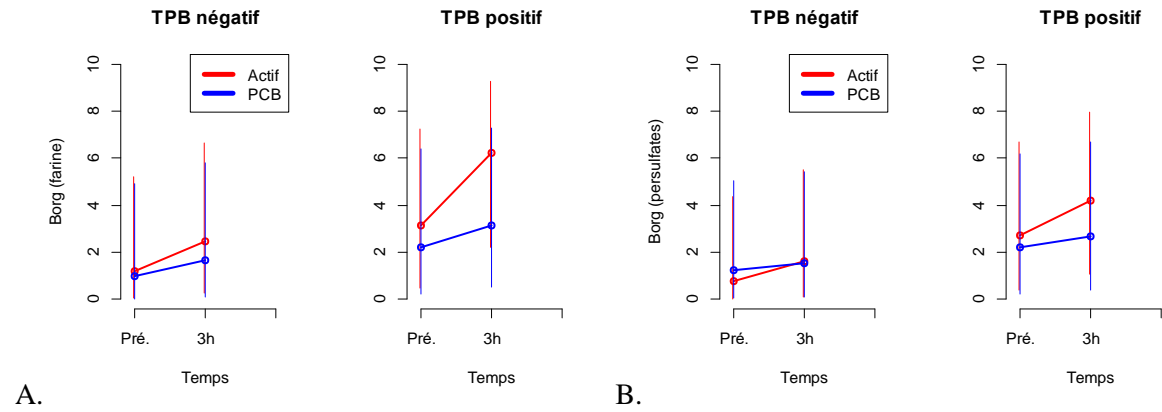 TPB négatif
TPB positif
Borg (farine)
10
8
6
4
2
0
Actif
PCB
Pré.
3h
Temps
10
8
6
4
2
0
Pré.
3h
Temps
A.
TPB négatif
TPB positif
Borg (persulfates)
10
8
6
4
2
0
Actif
PCB
Pré.
3h
Temps
10
8
6
4
2
0
Pré.
3h
Temps
B.